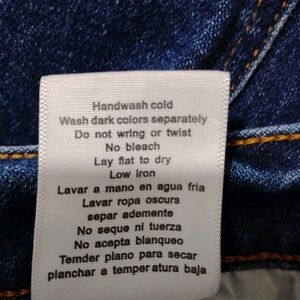 Handwash cold
Wash dark colors separately
Do not wring or twist
No bleach
Lay flat to dry
Low iron
Lavar a mano en agua fria
Lavar ropa oscurs
separ ademente
No seque ni tuerza
No acepta blanqueo
Temder plano para secar
planchar a temper atura baja